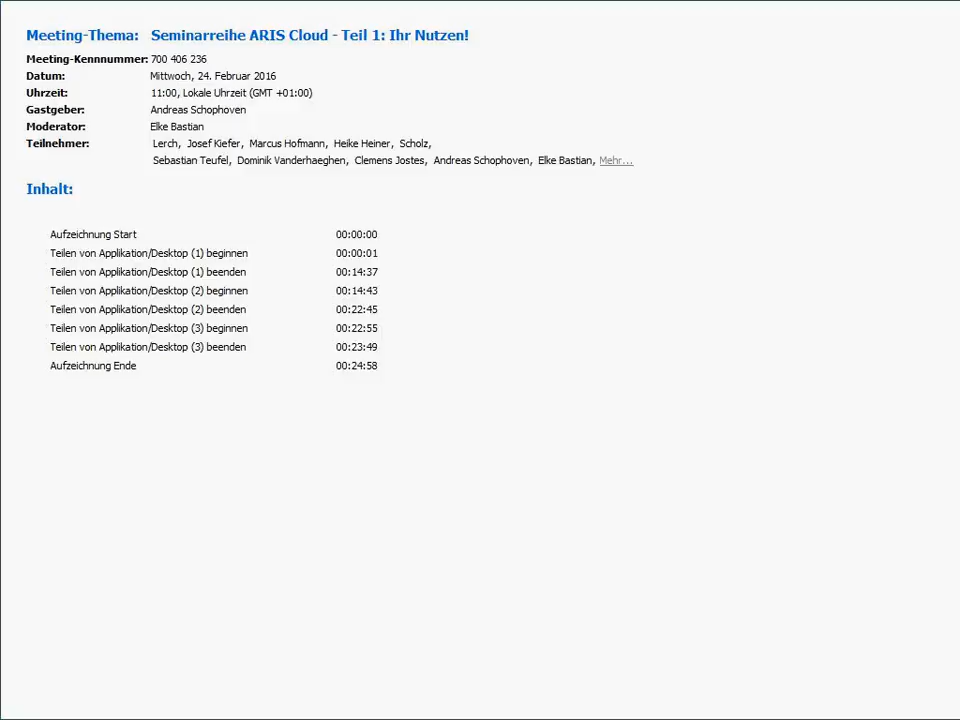 Meeting-Thema: Seminarreihe ARIS Cloud - Teil 1: Ihr Nutzen!
Meeting-Kennnummer: 700 406 236
Datum: Mittwoch, 24. Februar 2016
Uhrzeit: 11:00, Lokale Uhrzeit (GMT +01:00)
Gastgeber: Andreas Schophoven
Moderator: Elke Bastian
Teilnehmer: Lerch, Josef Kiefer, Marcus Hofmann, Heike Heiner, Scholz,
Sebastian Teufel, Dominik Vanderhaeghen, Clemens Jostes, Andreas Schophoven, Elke Bastian, Mehr...
Inhalt:
Aufzeichnung Start 00:00:00
Teilen von Applikation/Desktop (1) beginnen 00:00:01
Teilen von Applikation/Desktop (1) beenden 00:14:37
Teilen von Applikation/Desktop (2) beginnen 00:14:43
Teilen von Applikation/Desktop (2) beenden 00:22:45
Teilen von Applikation/Desktop (3) beginnen 00:22:55
Teilen von Applikation/Desktop (3) beenden 00:23:49
Aufzeichnung Ende 00:24:58